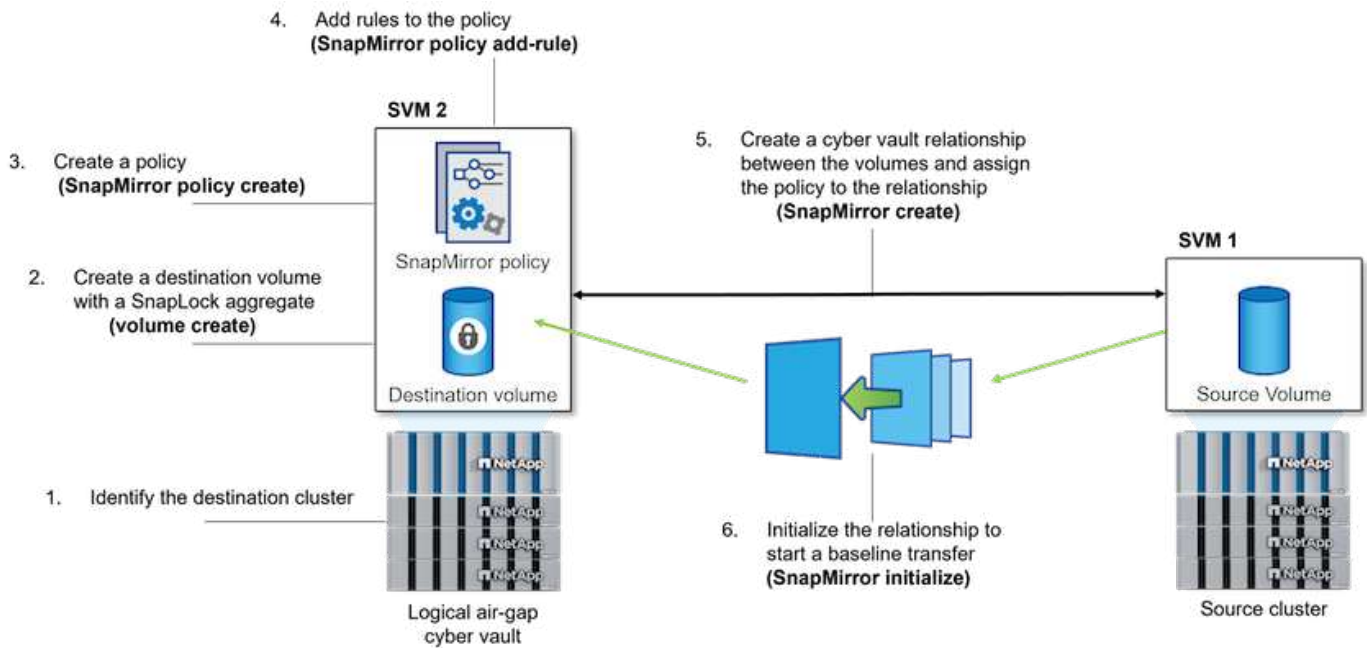 4. Add rules to the policy
(SnapMirror policy add-rule)
SVM 2
3. Create a policy
(SnapMirror policy create)
SnapMirror policy
2. Create a destination volume
with a SnapLock aggregate
(volume create)
Destination volume
5. Create a cyber vault relationship
between the volumes and assign
the policy to the relationship
(SnapMirror create)
SVM 1
Source Volume
NetApp
NetApp
NetApp
NetApp
1. Identify the destination cluster
Logical air-gap
cyber vault
6. Initialize the relationship to
start a baseline transfer
(SnapMirror initialize)
NetApp
NetApp
NetApp
NetApp
Source cluster